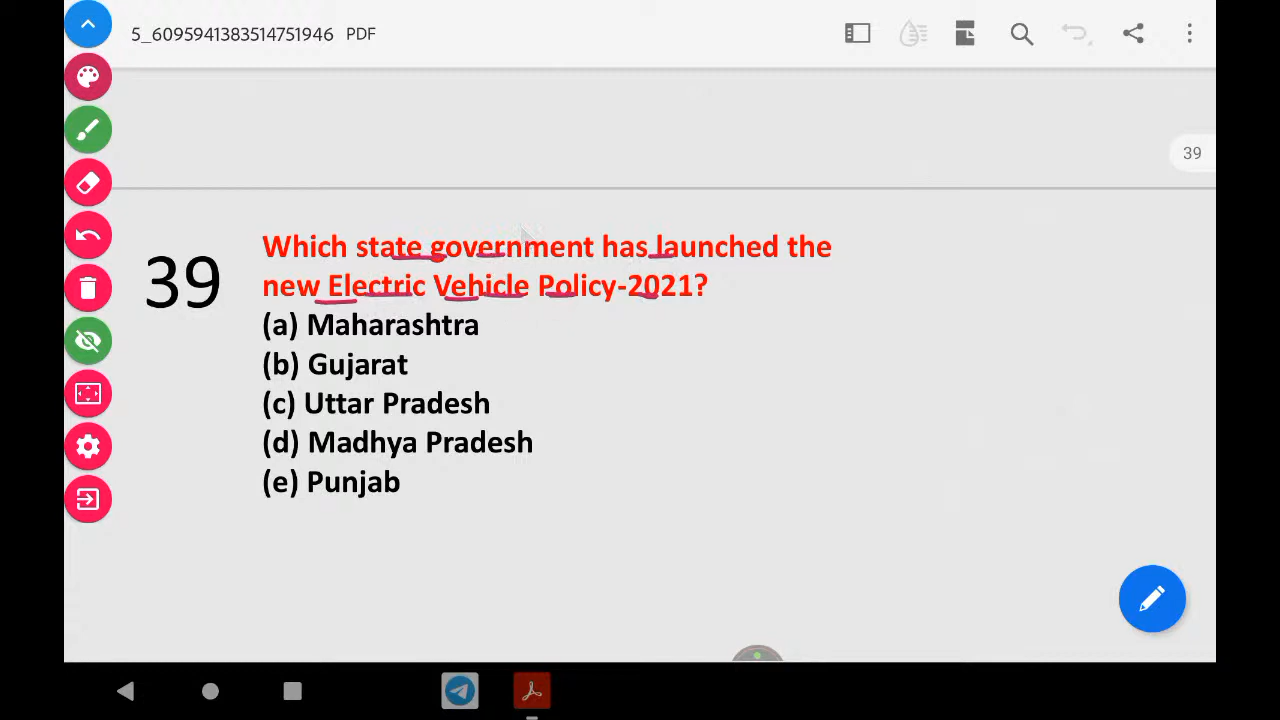 5_6095941383514751946 PDF
39
39
Which state government has launched the
new Electric Vehicle Policy-2021?
(a) Maharashtra
(b) Gujarat
(c) Uttar Pradesh
(d) Madhya Pradesh
(e) Punjab